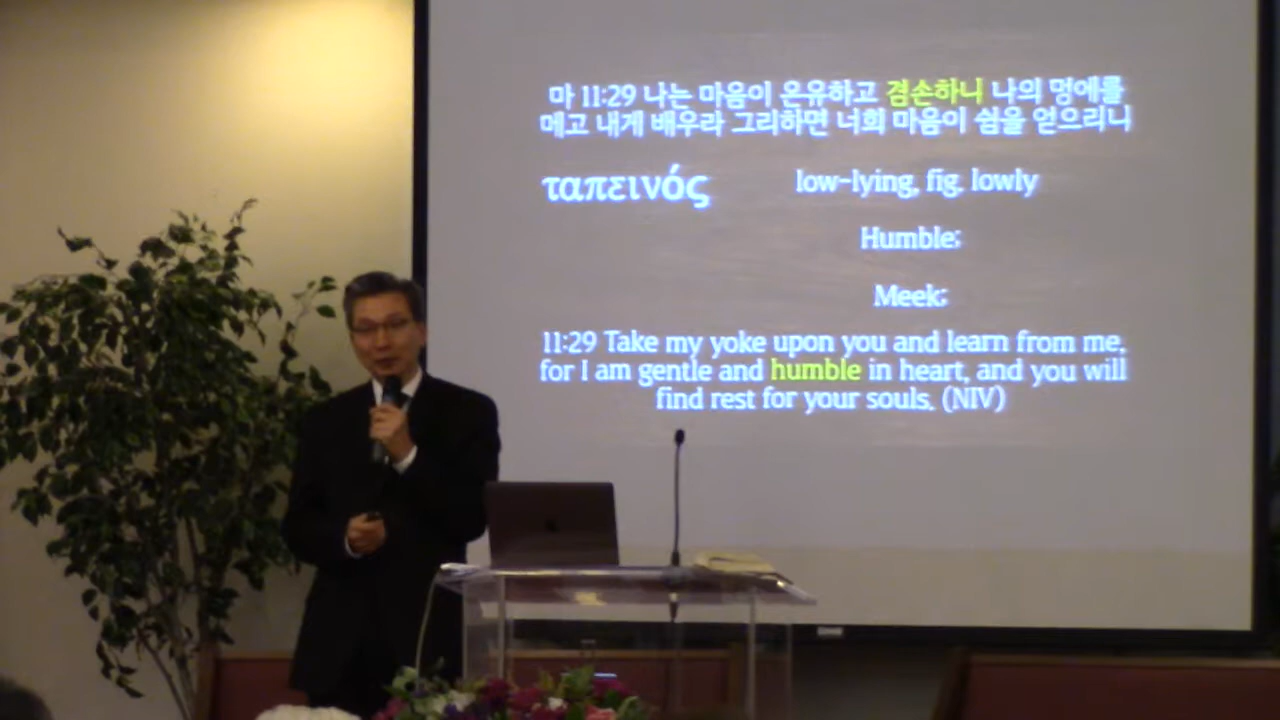 마 11:29 나는 마음이 온유하고 겸손하니 나의 멍에를
메고 내게 배우라 그리하면 너희 마음이 쉼을 얻으리니
ταπεινός low-lying, fig. lowly
Humble;
Meek;
11:29 Take my yoke upon you and learn from me,
for I am gentle and humble in heart, and you will
find rest for your souls. (NIV)